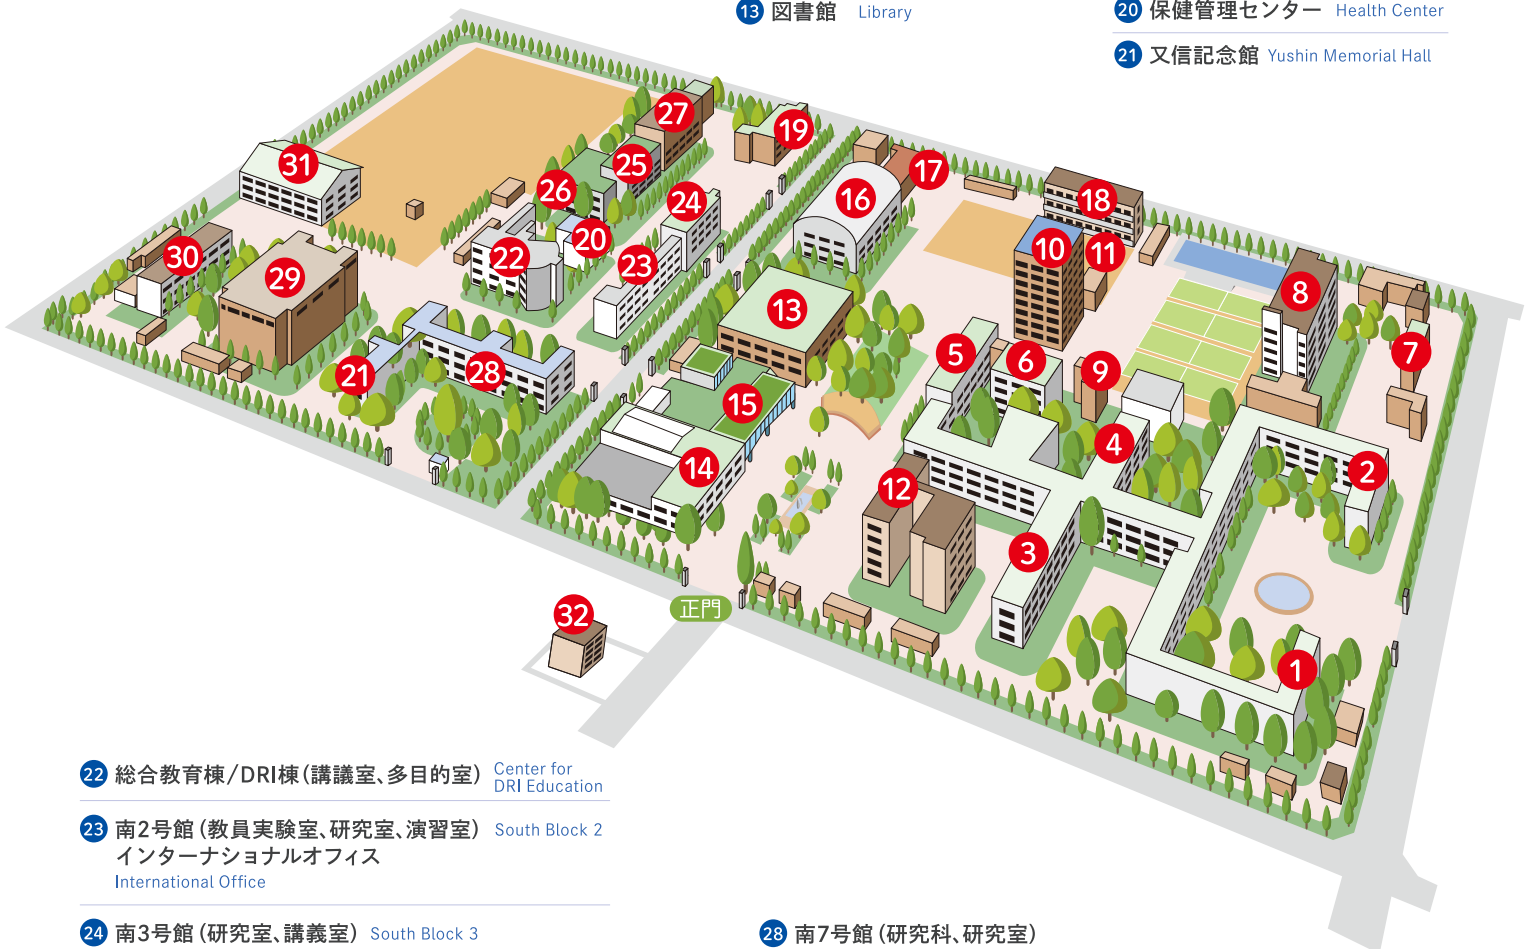 13 図書館 Library
20 保健管理センター Health Center
21 又信記念館 Yushin Memorial Hall
27
19
31
25
17
26
16
18
24
20
10
11
30
22
23
29
13
8
5
6
7
21
28
9
15
4
14
2
12
3
正門
32
1
22 総合教育棟/DRI棟(講議室、多目的室) Center for
DRI Education
23 南2号館(教員実験室、研究室、演習室) South Block 2
インターナショナルオフィス
International Office
24 南3号館(研究室、講義室) South Block 3
28 南7号館(研究科、研究室)